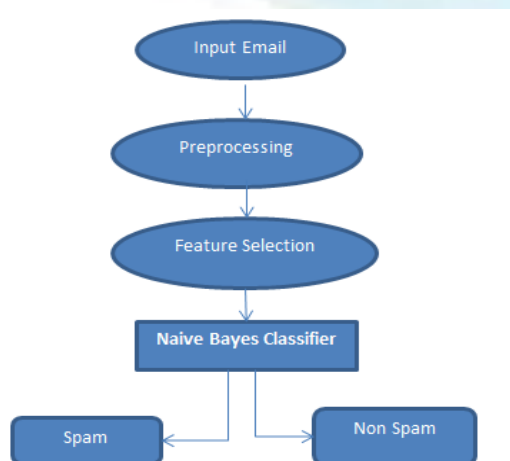 Input Email
Preprocessing
Feature Selection
Naive Bayes Classifier
Spam
Non Spam